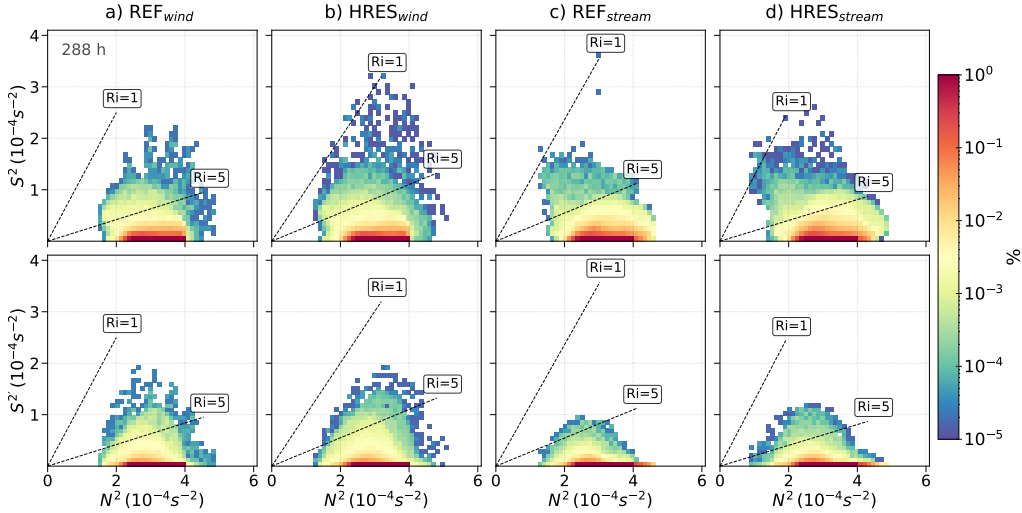 a) REF_wind b) HRES_wind c) REF_stream d) HRES_stream
288 h
4
3
2
1
S² (10⁻⁴s⁻²)
Ri=1
Ri=5
Ri=1
Ri=5
Ri=1
Ri=5
Ri=1
Ri=5
4
3
2
1
S²′ (10⁻⁴s⁻²)
Ri=1
Ri=5
Ri=1
Ri=5
Ri=1
Ri=5
Ri=1
Ri=5
0 2 4 6 0 2 4 0 2 4 0 2 4 6
N² (10⁻⁴s⁻²) N² (10⁻⁴s⁻²) N² (10⁻⁴s⁻²) N² (10⁻⁴s⁻²)
10⁰
10⁻¹
10⁻²
10⁻³
10⁻⁴
10⁻⁵
%